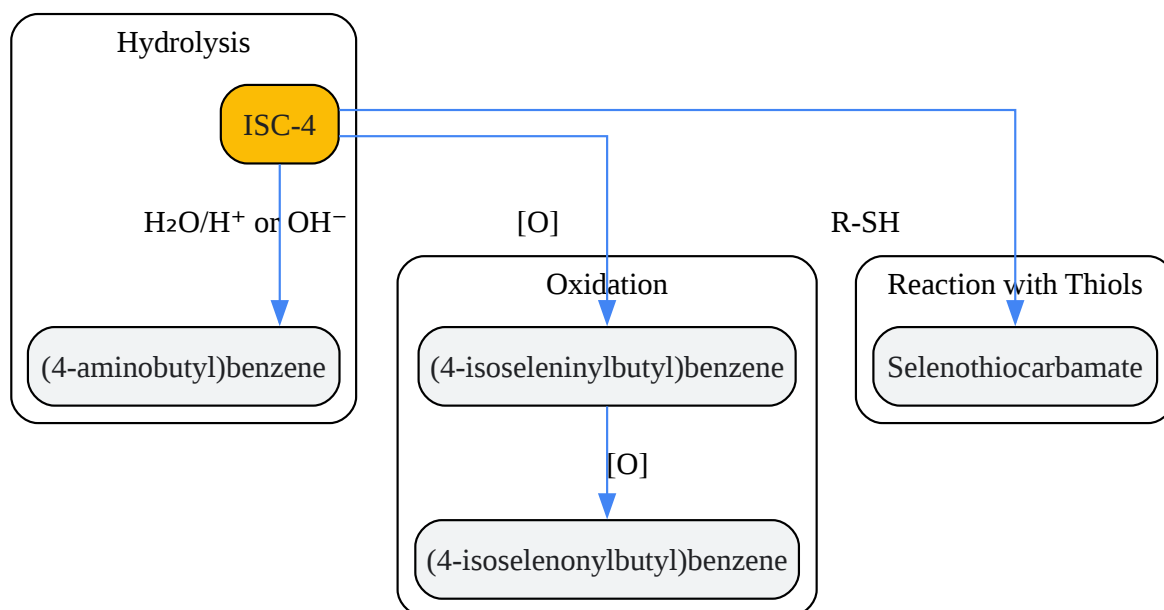 Hydrolysis
ISC-4
H₂O/H⁺ or OH⁻
[O]
R-SH
Oxidation
Reaction with Thiols
(4-aminobutyl)benzene
(4-isoseleninylbutyl)benzene
Selenothiocarbamate
[O]
(4-isoselenonylbutyl)benzene